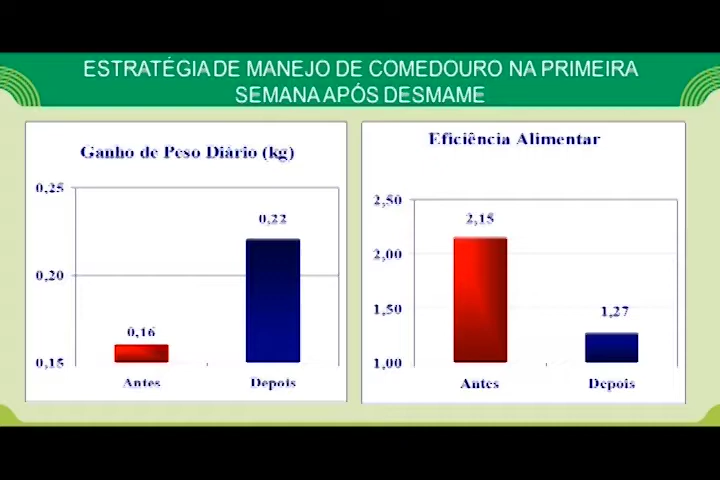 ESTRATÉGIA DE MANEJO DE COMEDOURO NA PRIMEIRA
SEMANA APÓS DESMAME
Ganho de Peso Diário (kg)
0,25
0,22
0,20
0,16
0,15
Antes
Depois
Eficiência Alimentar
2,50
2,15
2,00
1,50
1,27
1,00
Antes
Depois